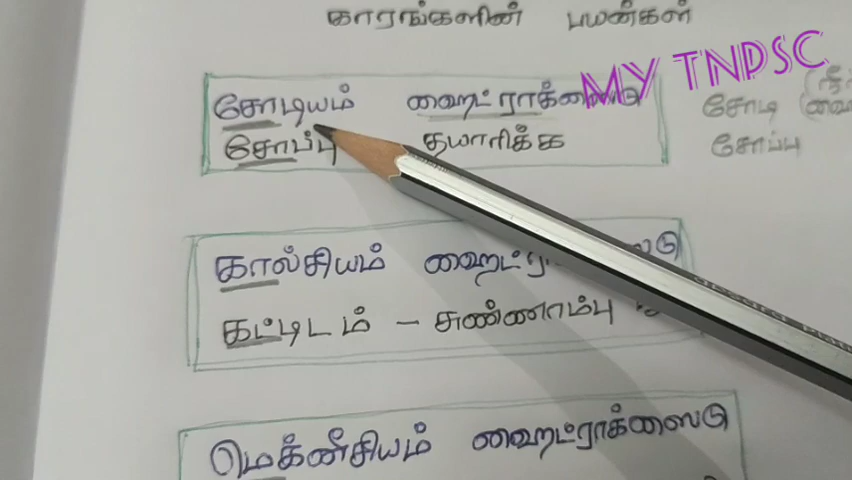 காரங்களின் பயன்கள்
MY TNPSC
சோடியம் ஹைட்ராக்ஸைடு
சோப்பு தயாரிக்க
சோடி
சோப்பு
கால்சியம்
கட்டிடம் – சுண்ணாம்பு
மெக்னீசியம் ஹைட்ராக்ஸைடு